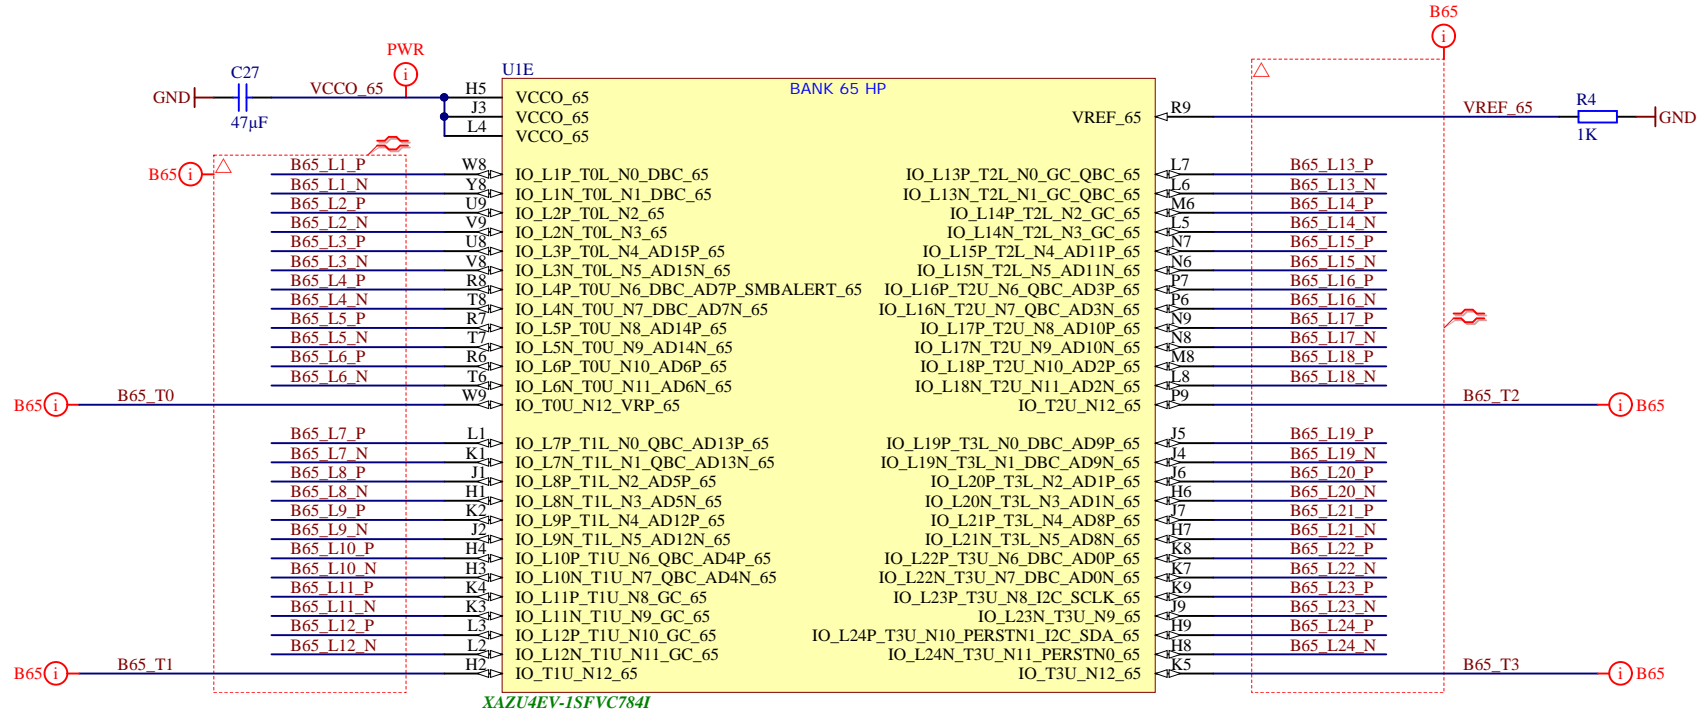 B65
PWR
C27
U1E
GND VCCO_65 H5 VCCO_65 BANK 65 HP
47µF
J3 VCCO_65 VREF_65 R9 VREF_65 R4 GND
1K
L4 VCCO_65
B65
B65_L1_P W8 IO_L1P_T0L_N0_DBC_65 IO_L13P_T2L_N0_GC_QBC_65 L7 B65_L13_P
B65_L1_N Y8 IO_L1N_T0L_N1_DBC_65 IO_L13N_T2L_N1_GC_QBC_65 L6 B65_L13_N
B65_L2_P U9 IO_L2P_T0L_N2_65 IO_L14P_T2L_N2_GC_65 M6 B65_L14_P
B65_L2_N V9 IO_L2N_T0L_N3_65 IO_L14N_T2L_N3_GC_65 L5 B65_L14_N
B65_L3_P U8 IO_L3P_T0L_N4_AD15P_65 IO_L15P_T2L_N4_AD11P_65 N7 B65_L15_P
B65_L3_N V8 IO_L3N_T0L_N5_AD15N_65 IO_L15N_T2L_N5_AD11N_65 N6 B65_L15_N
B65_L4_P R8 IO_L4P_T0U_N6_DBC_AD7P_SMBALERT_65 IO_L16P_T2U_N6_QBC_AD3P_65 P7 B65_L16_P
B65_L4_N T8 IO_L4N_T0U_N7_DBC_AD7N_65 IO_L16N_T2U_N7_QBC_AD3N_65 P6 B65_L16_N
B65_L5_P R7 IO_L5P_T0U_N8_AD14P_65 IO_L17P_T2U_N8_AD10P_65 N9 B65_L17_P
B65_L5_N T7 IO_L5N_T0U_N9_AD14N_65 IO_L17N_T2U_N9_AD10N_65 N8 B65_L17_N
B65_L6_P R6 IO_L6P_T0U_N10_AD6P_65 IO_L18P_T2U_N10_AD2P_65 M8 B65_L18_P
B65_L6_N T6 IO_L6N_T0U_N11_AD6N_65 IO_L18N_T2U_N11_AD2N_65 L8 B65_L18_N
B65 B65_T0 W9 IO_T0U_N12_VRP_65 IO_T2U_N12_65 P9 B65_T2 B65
B65_L7_P L1 IO_L7P_T1L_N0_QBC_AD13P_65 IO_L19P_T3L_N0_DBC_AD9P_65 J5 B65_L19_P
B65_L7_N K1 IO_L7N_T1L_N1_QBC_AD13N_65 IO_L19N_T3L_N1_DBC_AD9N_65 J4 B65_L19_N
B65_L8_P J1 IO_L8P_T1L_N2_AD5P_65 IO_L20P_T3L_N2_AD1P_65 J6 B65_L20_P
B65_L8_N H1 IO_L8N_T1L_N3_AD5N_65 IO_L20N_T3L_N3_AD1N_65 H6 B65_L20_N
B65_L9_P K2 IO_L9P_T1L_N4_AD12P_65 IO_L21P_T3L_N4_AD8P_65 J7 B65_L21_P
B65_L9_N J2 IO_L9N_T1L_N5_AD12N_65 IO_L21N_T3L_N5_AD8N_65 H7 B65_L21_N
B65_L10_P H4 IO_L10P_T1U_N6_QBC_AD4P_65 IO_L22P_T3U_N6_DBC_AD0P_65 K8 B65_L22_P
B65_L10_N H3 IO_L10N_T1U_N7_QBC_AD4N_65 IO_L22N_T3U_N7_DBC_AD0N_65 K7 B65_L22_N
B65_L11_P K4 IO_L11P_T1U_N8_GC_65 IO_L23P_T3U_N8_I2C_SCLK_65 K9 B65_L23_P
B65_L11_N K3 IO_L11N_T1U_N9_GC_65 IO_L23N_T3U_N9_65 J9 B65_L23_N
B65_L12_P L3 IO_L12P_T1U_N10_GC_65 IO_L24P_T3U_N10_PERSTN1_I2C_SDA_65 H9 B65_L24_P
B65_L12_N L2 IO_L12N_T1U_N11_GC_65 IO_L24N_T3U_N11_PERSTN0_65 H8 B65_L24_N
B65 B65_T1 H2 IO_T1U_N12_65 IO_T3U_N12_65 K5 B65_T3 B65
XAZU4EV-1SFVC784I